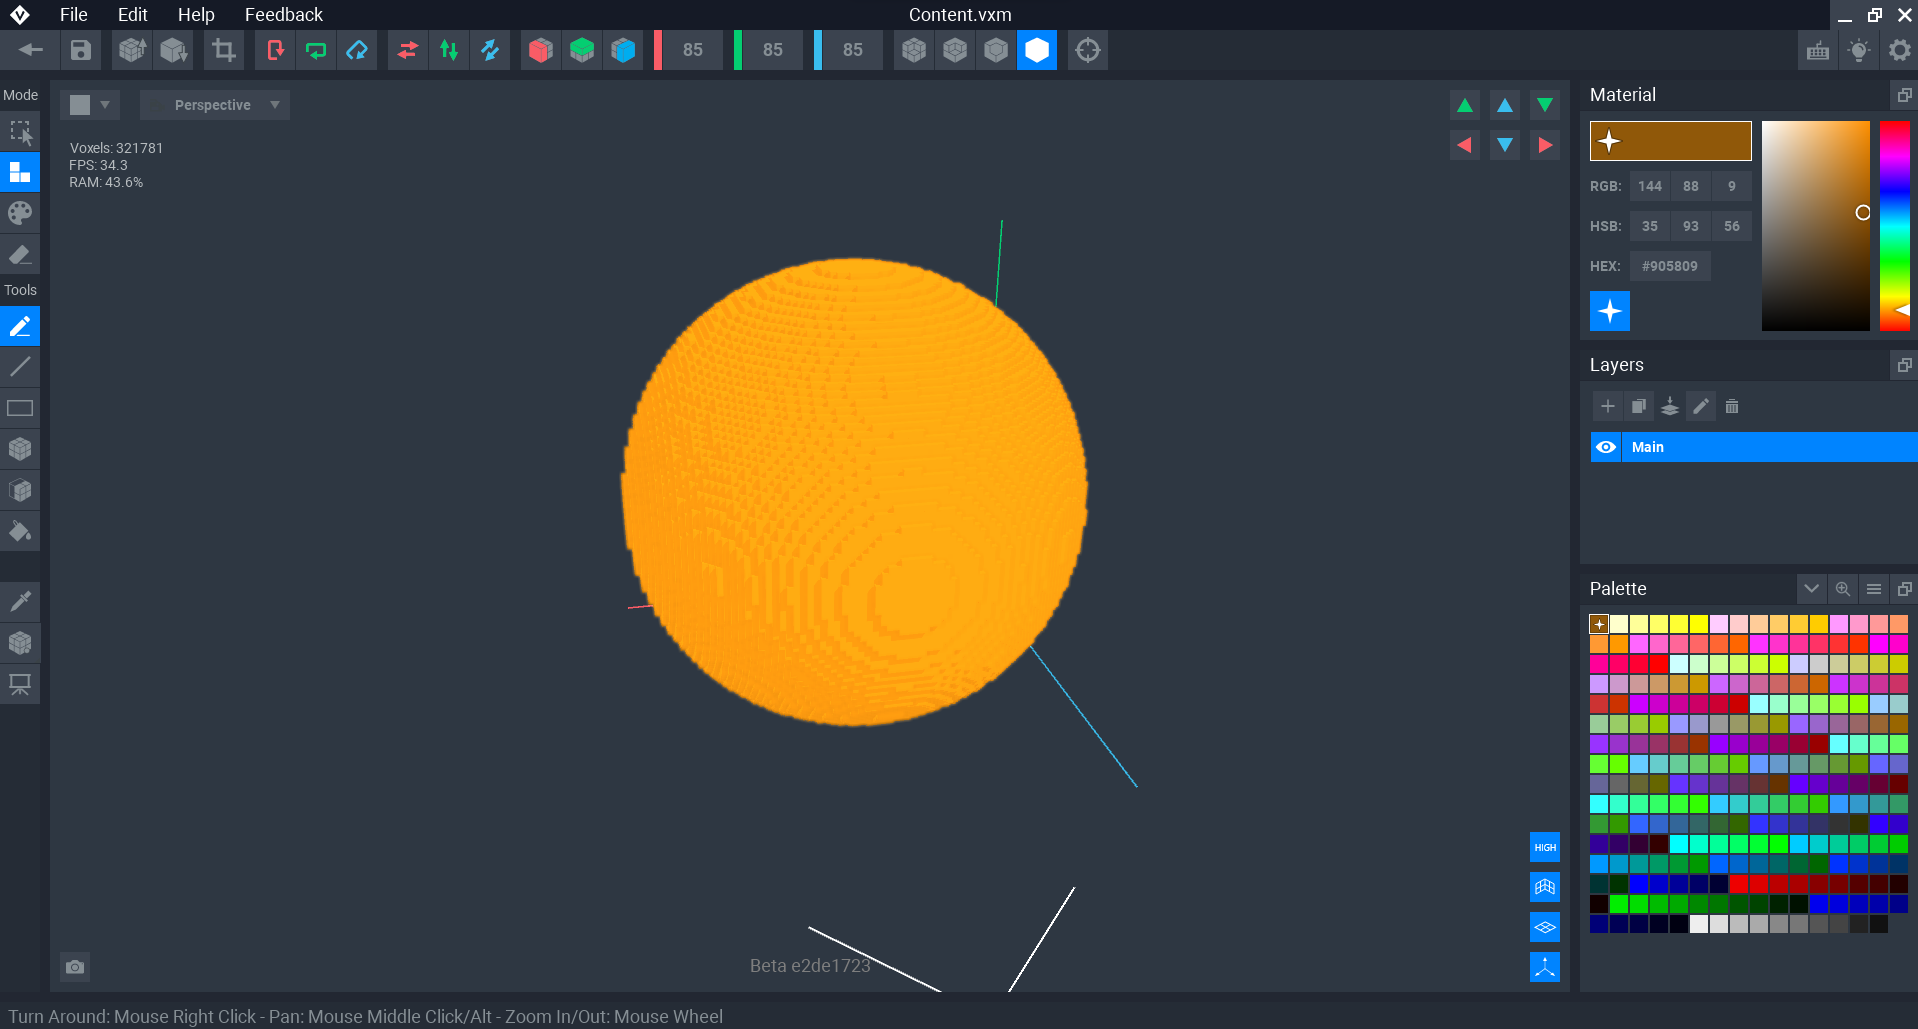 File Edit Help Feedback Content.vxm
85 85 85
Mode
Perspective
Voxels: 321781
FPS: 34.3
RAM: 43.6%
Tools
Material
RGB: 144 88 9
HSB: 35 93 56
HEX: #905809
Layers
Main
Palette
HIGH
Beta e2de1723
Turn Around: Mouse Right Click - Pan: Mouse Middle Click/Alt - Zoom In/Out: Mouse Wheel